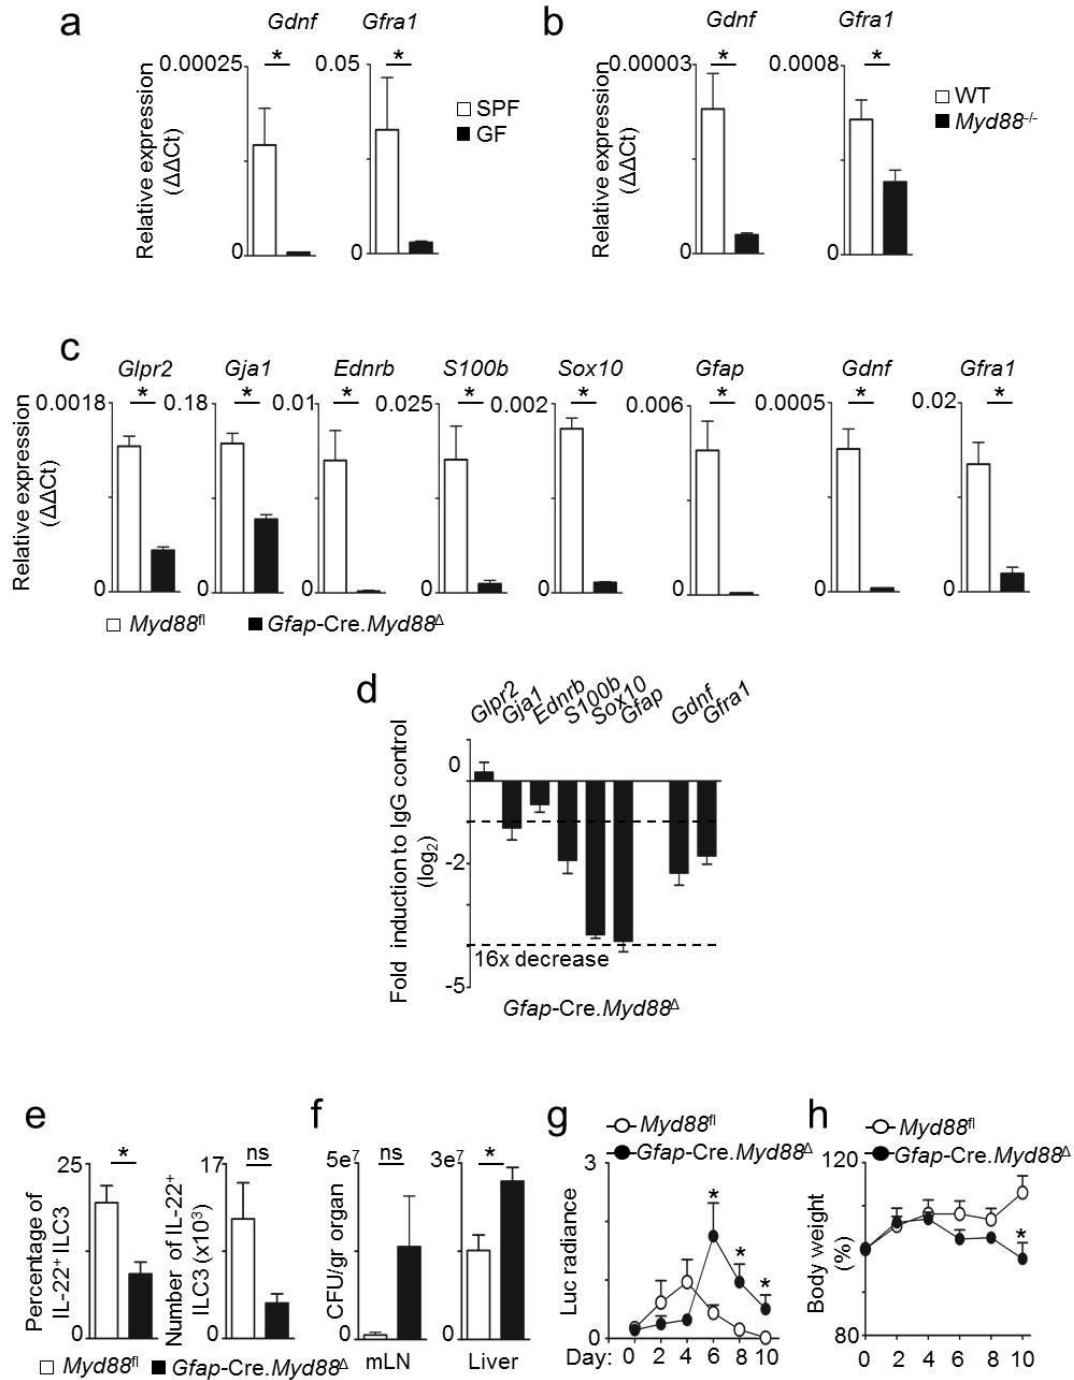 a
Gdnf Gfra1
* *
0.00025 0.05
Relative expression
(ΔΔCt)
0 0
SPF
GF
b
Gdnf Gfra1
* *
0.00003 0.0008
Relative expression
(ΔΔCt)
0 0
WT
Myd88-/-
c
Glpr2 Gja1 Ednrb S100b Sox10 Gfap Gdnf Gfra1
* * * * * * * *
0.0018 0.18 0.01 0.025 0.002 0.006 0.0005 0.02
Relative expression
(ΔΔCt)
0 0 0 0 0 0 0 0
Myd88fl Gfap-Cre.Myd88Δ
d
Glpr2 Gja1 Ednrb S100b Sox10 Gfap Gdnf Gfra1
Fold induction to IgG control
(log2)
0
-2
16x decrease
-5
Gfap-Cre.Myd88Δ
e
* ns
25 17
Percentage of
IL-22+ ILC3
Number of IL-22+
ILC3 (x10³)
0 0
Myd88fl Gfap-Cre.Myd88Δ
f
ns *
5e7 3e7
CFU/gr organ
0 0
mLN Liver
g
Myd88fl
Gfap-Cre.Myd88Δ
3
Luc radiance
* * *
0
Day: 0 2 4 6 8 10
h
Myd88fl
Gfap-Cre.Myd88Δ
120
Body weight
(%)
*
80
0 2 4 6 8 10